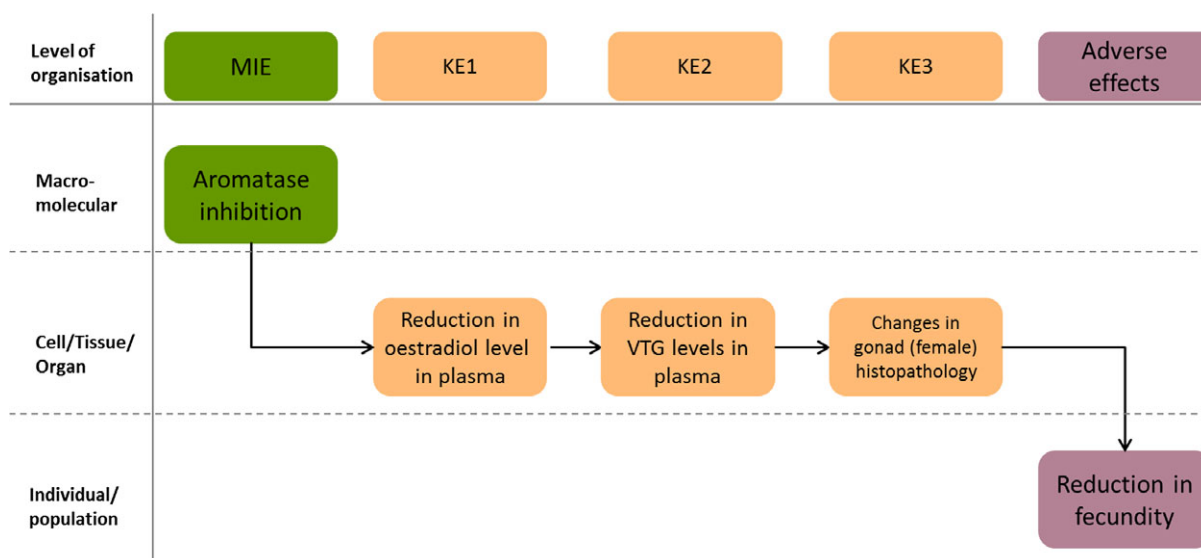 Level of
organisation
MIE
KE1
KE2
KE3
Adverse
effects
Macro-
molecular
Aromatase
inhibition
Cell/Tissue/
Organ
Reduction in
oestradiol level
in plasma
Reduction in
VTG levels in
plasma
Changes in
gonad (female)
histopathology
Individual/
population
Reduction in
fecundity